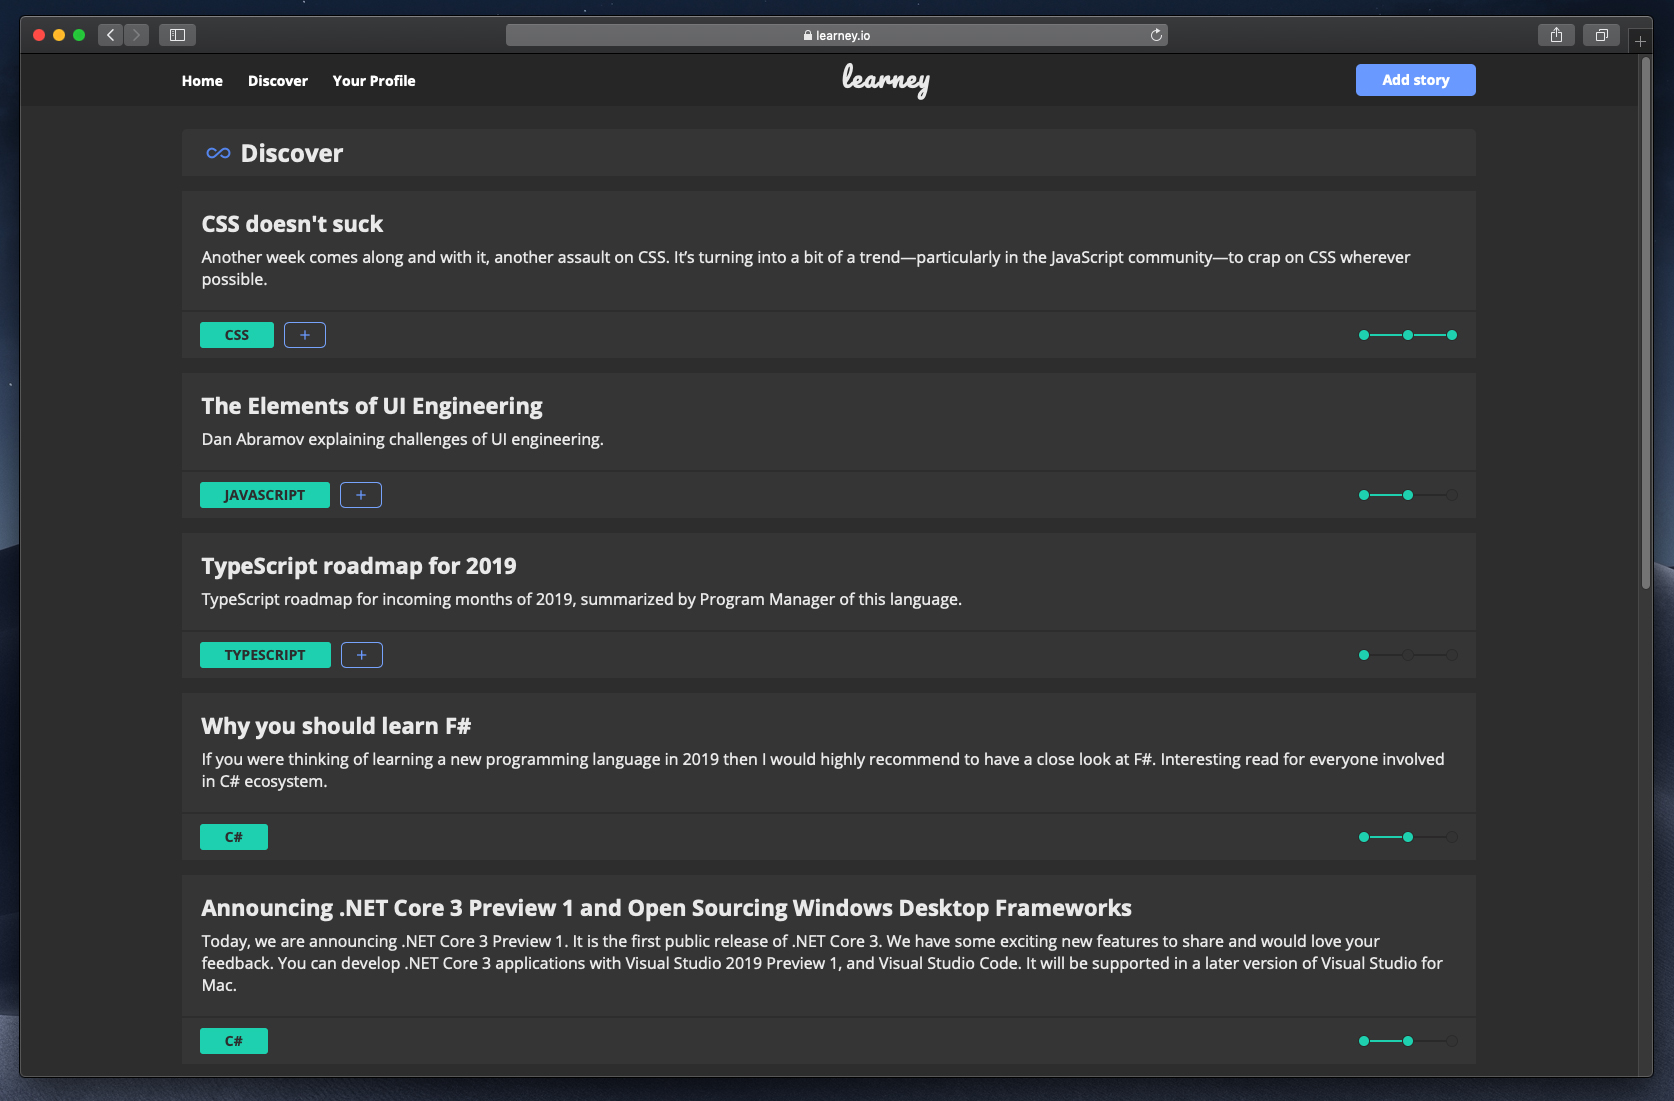 learney.io
Home Discover Your Profile
learney
Add story
Discover
CSS doesn't suck
Another week comes along and with it, another assault on CSS. It’s turning into a bit of a trend—particularly in the JavaScript community—to crap on CSS wherever
possible.
CSS +
The Elements of UI Engineering
Dan Abramov explaining challenges of UI engineering.
JAVASCRIPT +
TypeScript roadmap for 2019
TypeScript roadmap for incoming months of 2019, summarized by Program Manager of this language.
TYPESCRIPT +
Why you should learn F#
If you were thinking of learning a new programming language in 2019 then I would highly recommend to have a close look at F#. Interesting read for everyone involved
in C# ecosystem.
C#
Announcing .NET Core 3 Preview 1 and Open Sourcing Windows Desktop Frameworks
Today, we are announcing .NET Core 3 Preview 1. It is the first public release of .NET Core 3. We have some exciting new features to share and would love your
feedback. You can develop .NET Core 3 applications with Visual Studio 2019 Preview 1, and Visual Studio Code. It will be supported in a later version of Visual Studio for
Mac.
C#